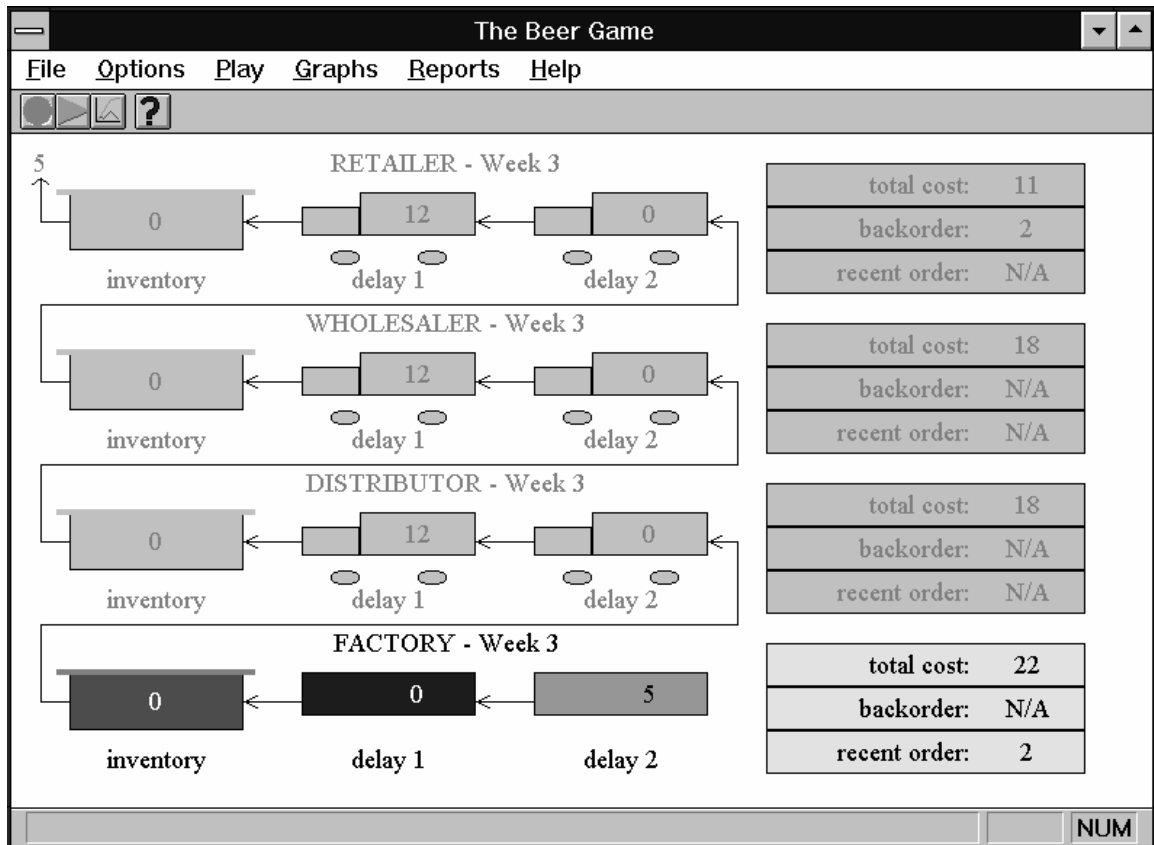 The Beer Game
File Options Play Graphs Reports Help
?
5
RETAILER - Week 3
0 12 0
inventory delay 1 delay 2
total cost: 11
backorder: 2
recent order: N/A
WHOLESALER - Week 3
0 12 0
inventory delay 1 delay 2
total cost: 18
backorder: N/A
recent order: N/A
DISTRIBUTOR - Week 3
0 12 0
inventory delay 1 delay 2
total cost: 18
backorder: N/A
recent order: N/A
FACTORY - Week 3
0 0 5
inventory delay 1 delay 2
total cost: 22
backorder: N/A
recent order: 2
NUM